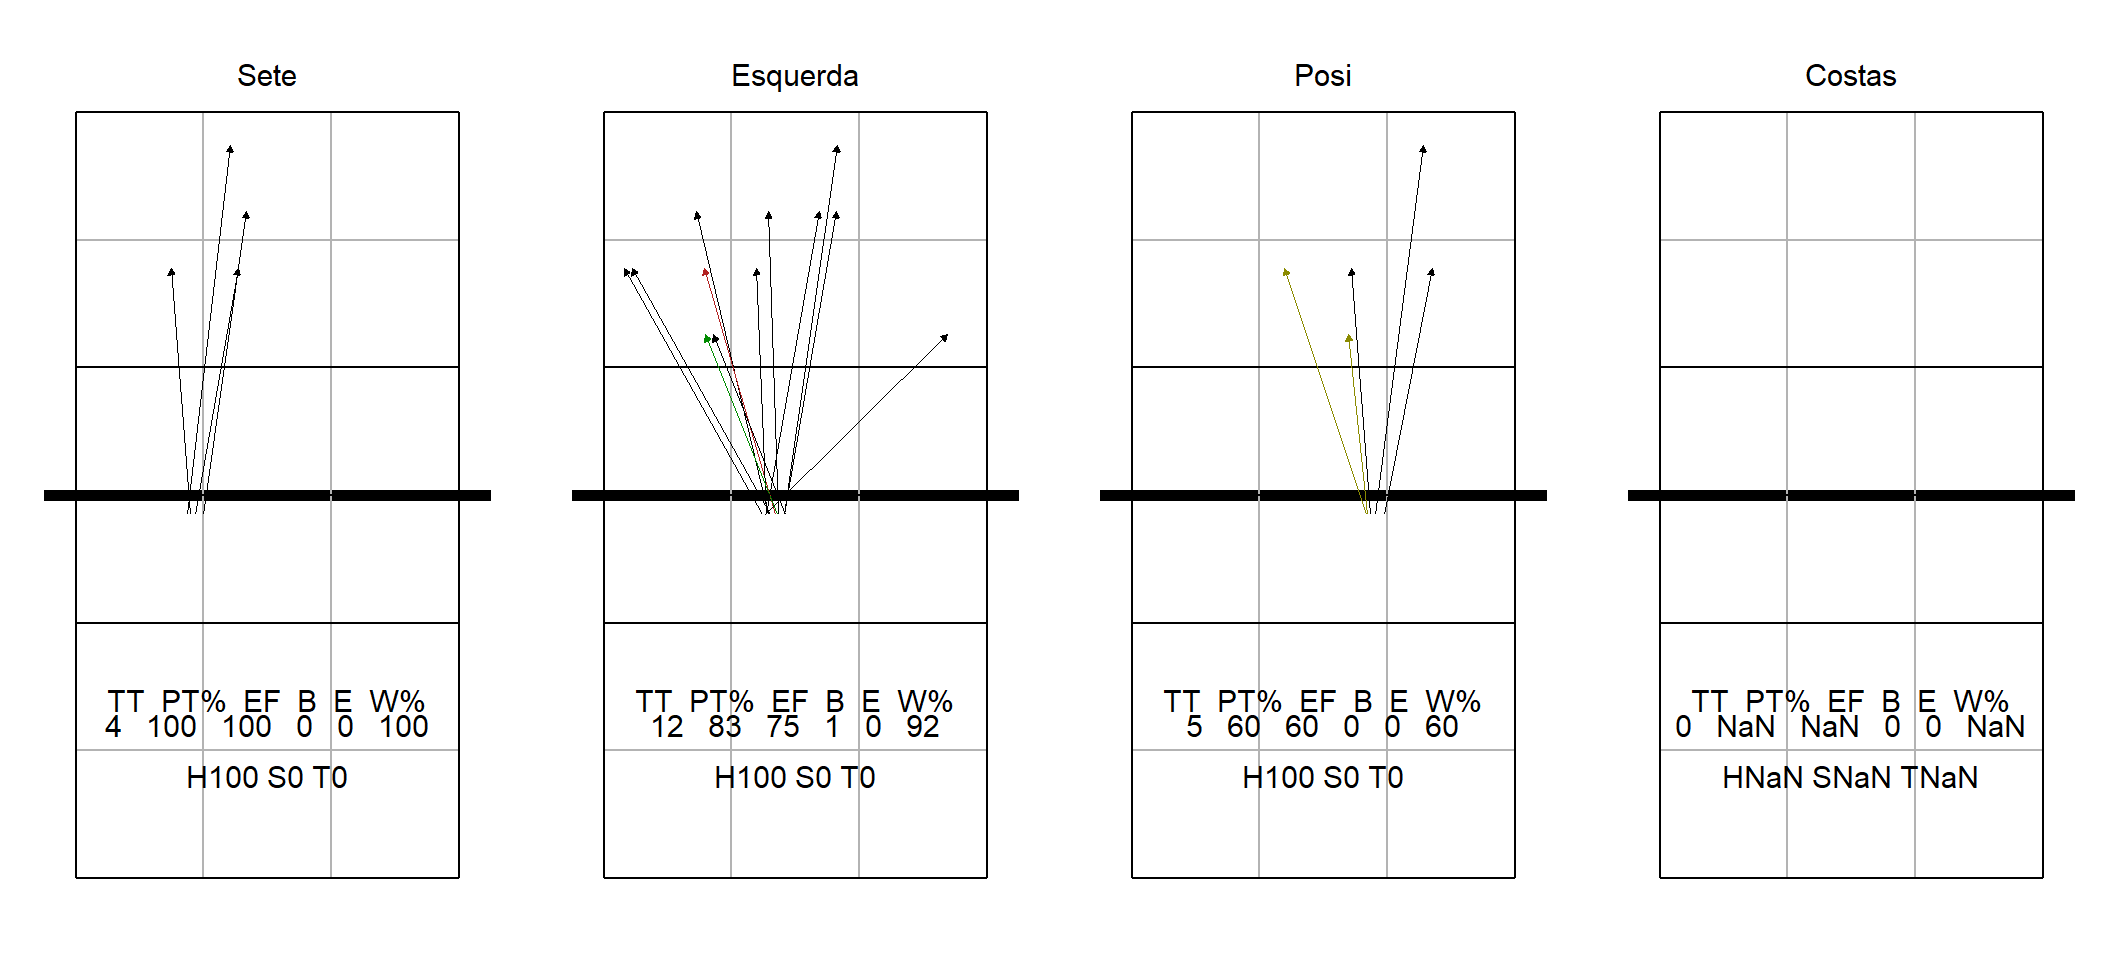 Sete
TT PT% EF B E W%
4 100 100 0 0 100
H100 S0 T0
Esquerda
TT PT% EF B E W%
12 83 75 1 0 92
H100 S0 T0
Posi
TT PT% EF B E W%
5 60 60 0 0 60
H100 S0 T0
Costas
TT PT% EF B E W%
0 NaN NaN 0 0 NaN
HNaN SNaN TNaN